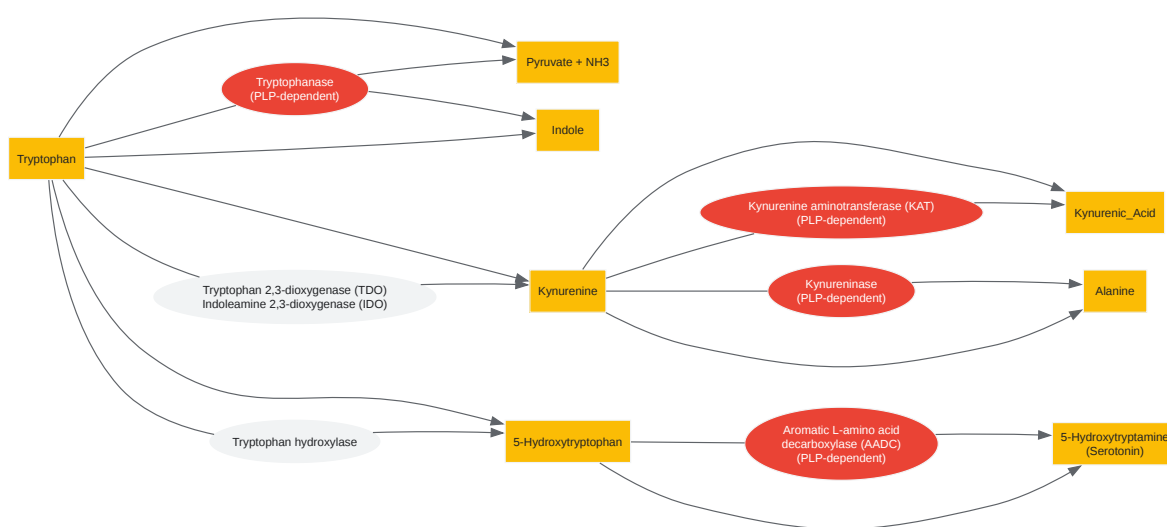 Pyruvate + NH3
Tryptophanase
(PLP-dependent)
Indole
Tryptophan
Kynurenine aminotransferase (KAT)
(PLP-dependent)
Kynurenic_Acid
Tryptophan 2,3-dioxygenase (TDO)
Indoleamine 2,3-dioxygenase (IDO)
Kynurenine
Kynureninase
(PLP-dependent)
Alanine
Tryptophan hydroxylase
5-Hydroxytryptophan
Aromatic L-amino acid
decarboxylase (AADC)
(PLP-dependent)
5-Hydroxytryptamine
(Serotonin)